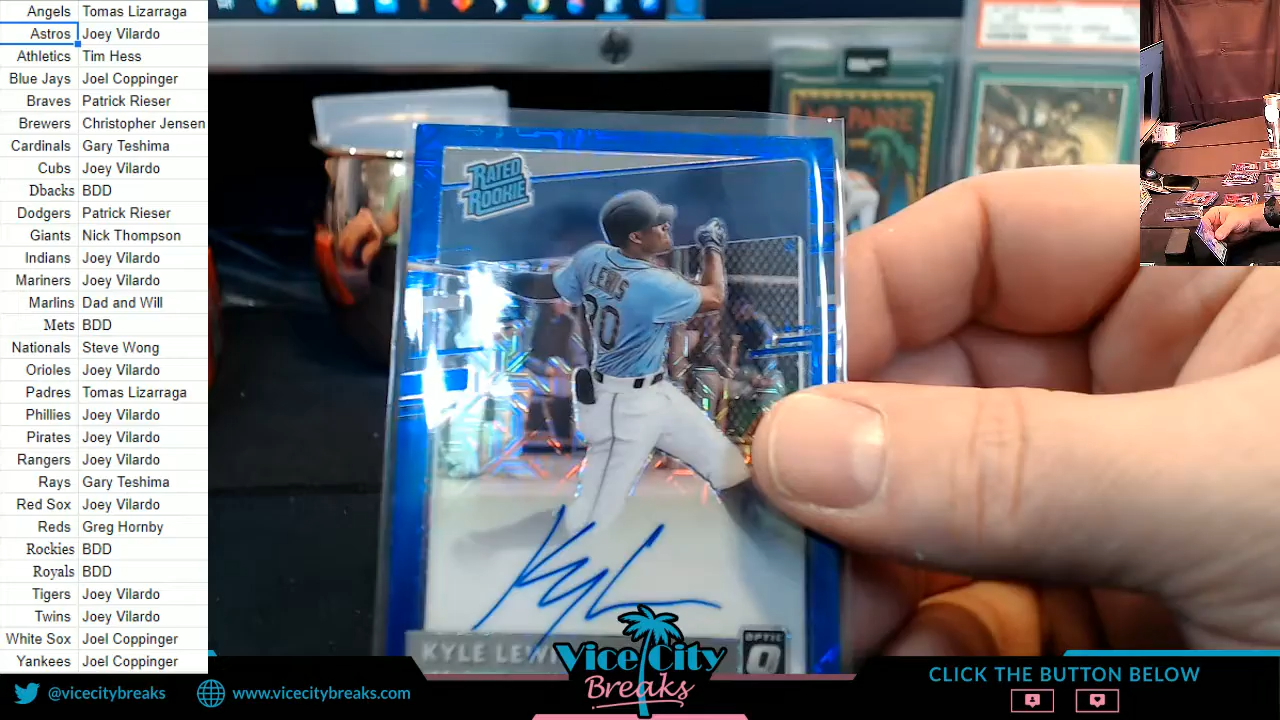 Angels Tomas Lizarraga
Astros Joey Vilardo
Athletics Tim Hess
Blue Jays Joel Coppinger
Braves Patrick Rieser
Brewers Christopher Jensen
Cardinals Gary Teshima
Cubs Joey Vilardo
Dbacks BDD
Dodgers Patrick Rieser
Giants Nick Thompson
Indians Joey Vilardo
Mariners Joey Vilardo
Marlins Dad and Will
Mets BDD
Nationals Steve Wong
Orioles Joey Vilardo
Padres Tomas Lizarraga
Phillies Joey Vilardo
Pirates Joey Vilardo
Rangers Joey Vilardo
Rays Gary Teshima
Red Sox Joey Vilardo
Reds Greg Hornby
Rockies BDD
Royals BDD
Tigers Joey Vilardo
Twins Joey Vilardo
White Sox Joel Coppinger
Yankees Joel Coppinger
RATED
ROOKIE
LEWIS
30
KYLE LEWI
OPTIC
Vice City
Breaks
@vicecitybreaks
www.vicecitybreaks.com
CLICK THE BUTTON BELOW